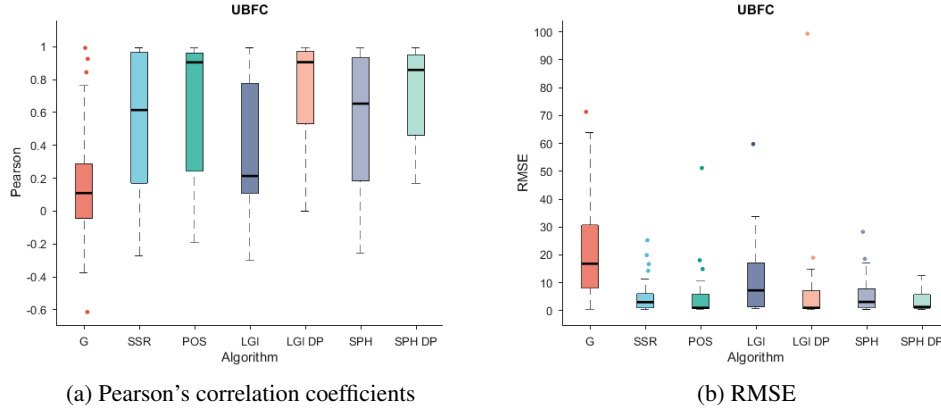 UBFC
1
0.8
0.6
0.4
0.2
0
-0.2
-0.4
-0.6
Pearson
G SSR POS LGI LGI DP SPH SPH DP
Algorithm
(a) Pearson's correlation coefficients
UBFC
100
90
80
70
60
50
40
30
20
10
0
RMSE
G SSR POS LGI LGI DP SPH SPH DP
Algorithm
(b) RMSE